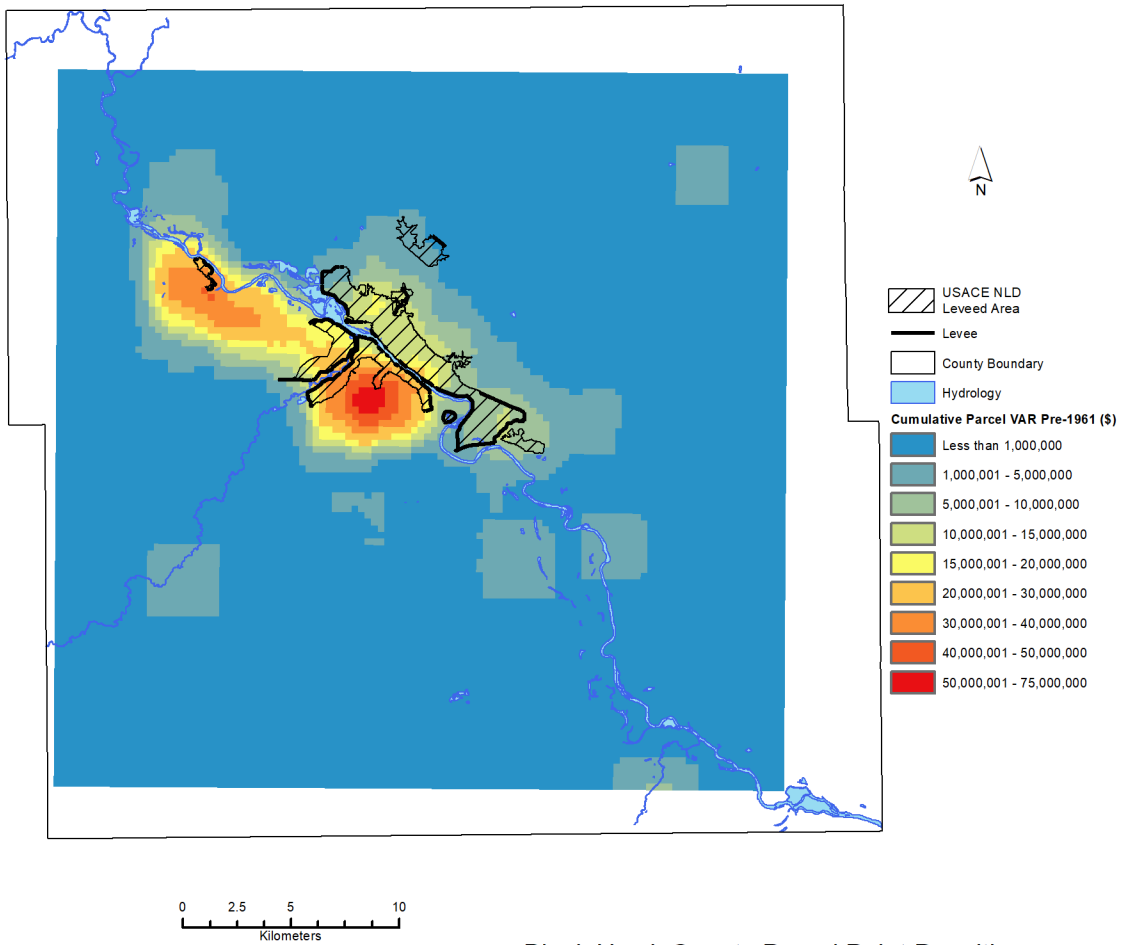 N
USACE NLD
Leveed Area
Levee
County Boundary
Hydrology
Cumulative Parcel VAR Pre-1961 ($)
Less than 1,000,000
1,000,001 - 5,000,000
5,000,001 - 10,000,000
10,000,001 - 15,000,000
15,000,001 - 20,000,000
20,000,001 - 30,000,000
30,000,001 - 40,000,000
40,000,001 - 50,000,000
50,000,001 - 75,000,000
0 2.5 5 10
Kilometers